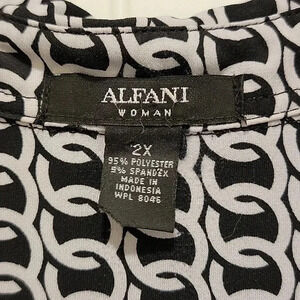 ALFANI
WOMAN
2X
95% POLYESTER
5% SPANDEX
MADE IN
INDONESIA
WPL 8046